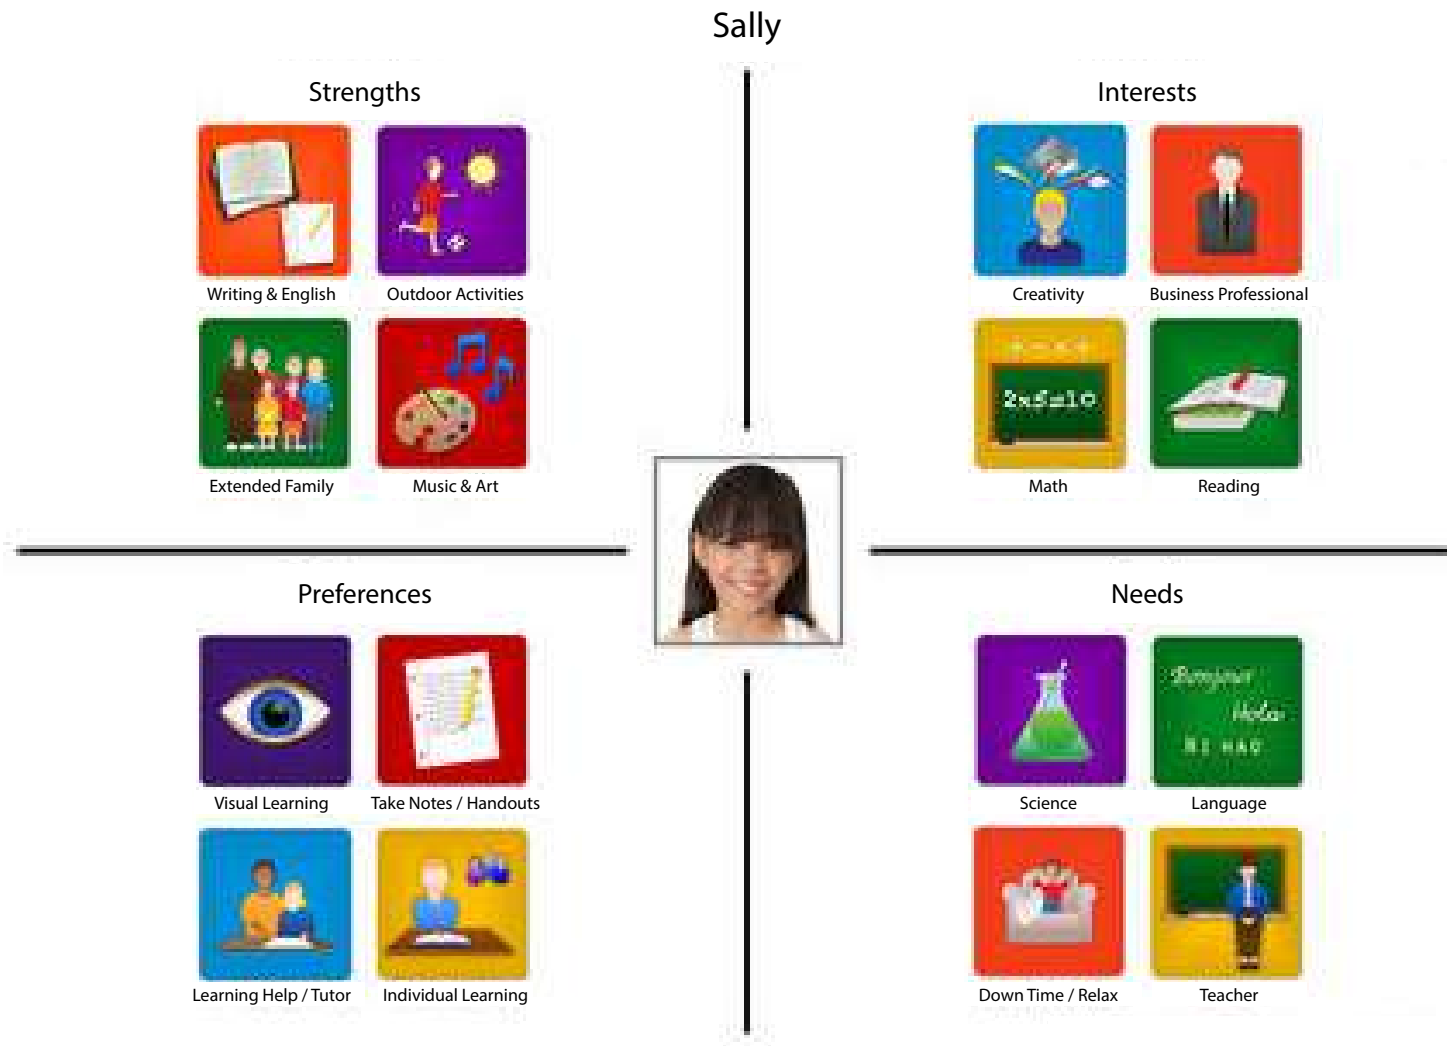 Sally
Strengths
Writing & English
Outdoor Activities
Extended Family
Music & Art
Interests
Creativity
Business Professional
2x5=10
Math
Reading
Preferences
Visual Learning
Take Notes / Handouts
Learning Help / Tutor
Individual Learning
Needs
Science
Bonjour
Hola
NI HAO
Language
Down Time / Relax
Teacher